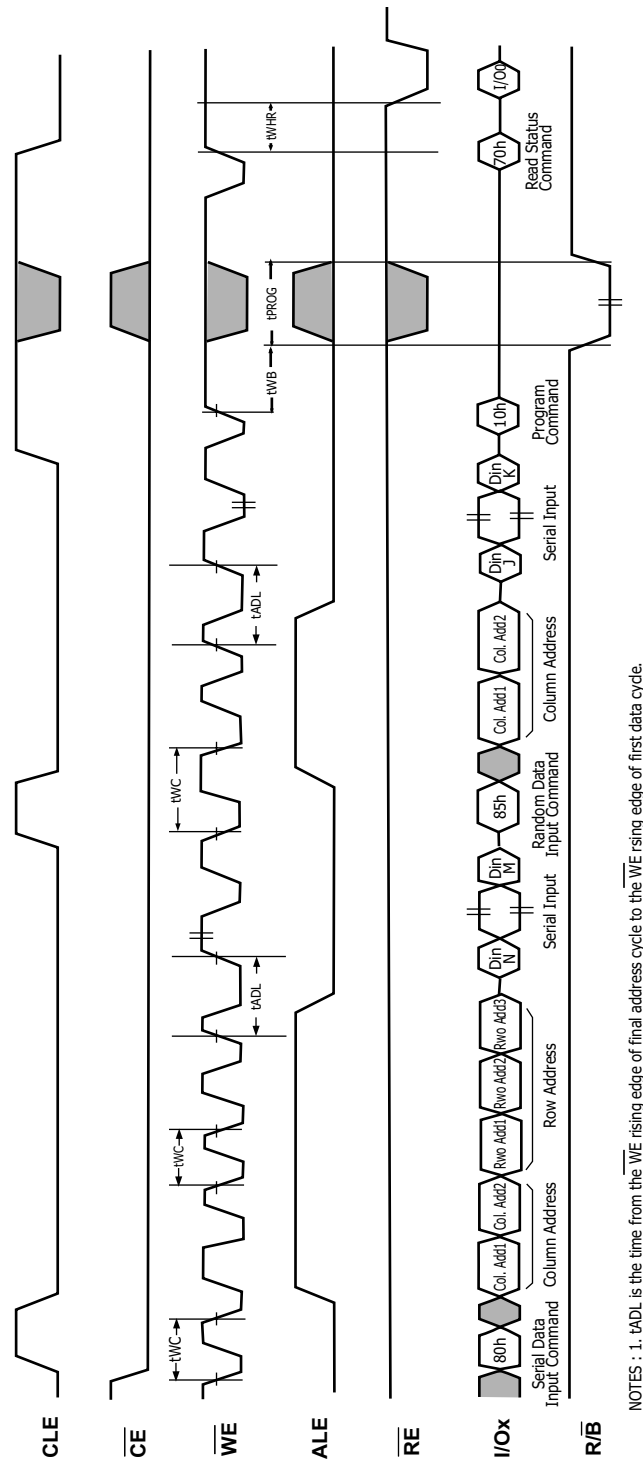 CLE
CE
WE
ALE
RE
I/Ox
R/B
tWC
tWC
tADL
tWC
tADL
tWB
tPROG
tWHR
80h
Col. Add1
Col. Add2
Rwo Add1
Rwo Add2
Rwo Add3
Din
N
Din
M
85h
Col. Add1
Col. Add2
Din
J
Din
K
10h
70h
I/O0
Serial Data
Input Command
Column Address
Row Address
Serial Input
Random Data
Input Command
Column Address
Serial Input
Program
Command
Read Status
Command
NOTES : 1. tADL is the time from the WE rising edge of final address cycle to the WE rising edge of first data cycle.